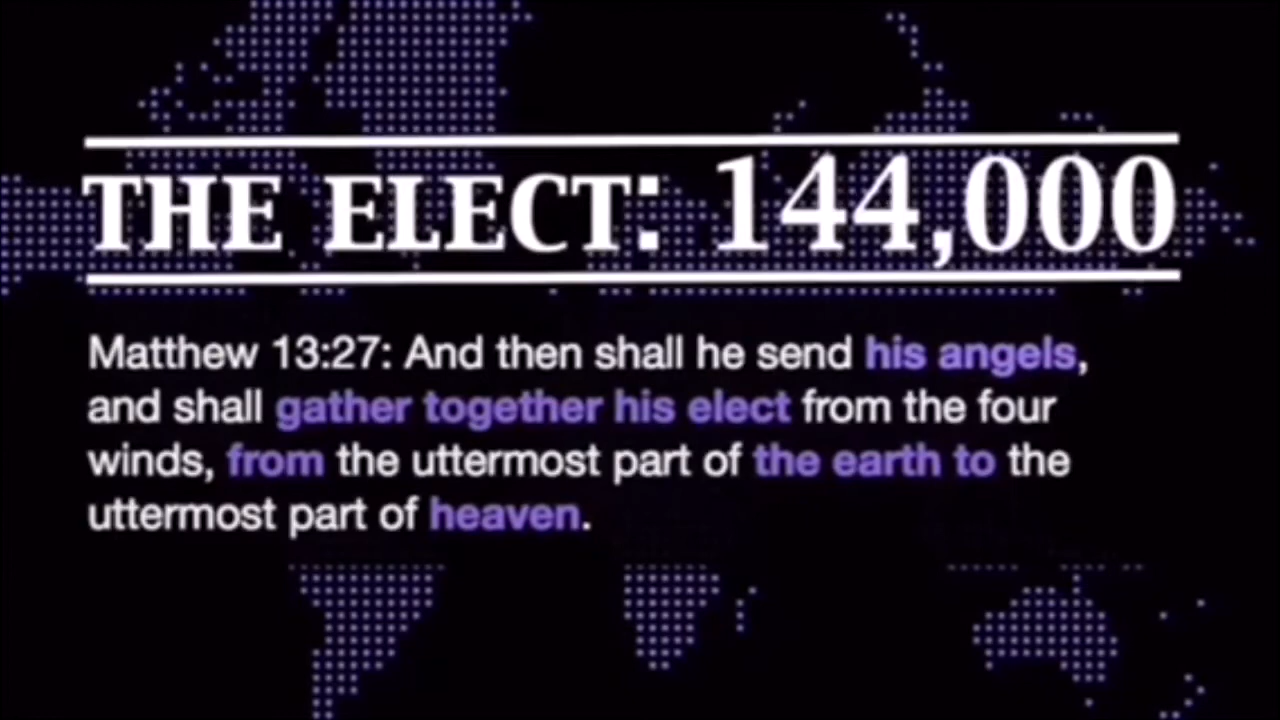 THE ELECT: 144,000
Matthew 13:27: And then shall he send his angels,
and shall gather together his elect from the four
winds, from the uttermost part of the earth to the
uttermost part of heaven.